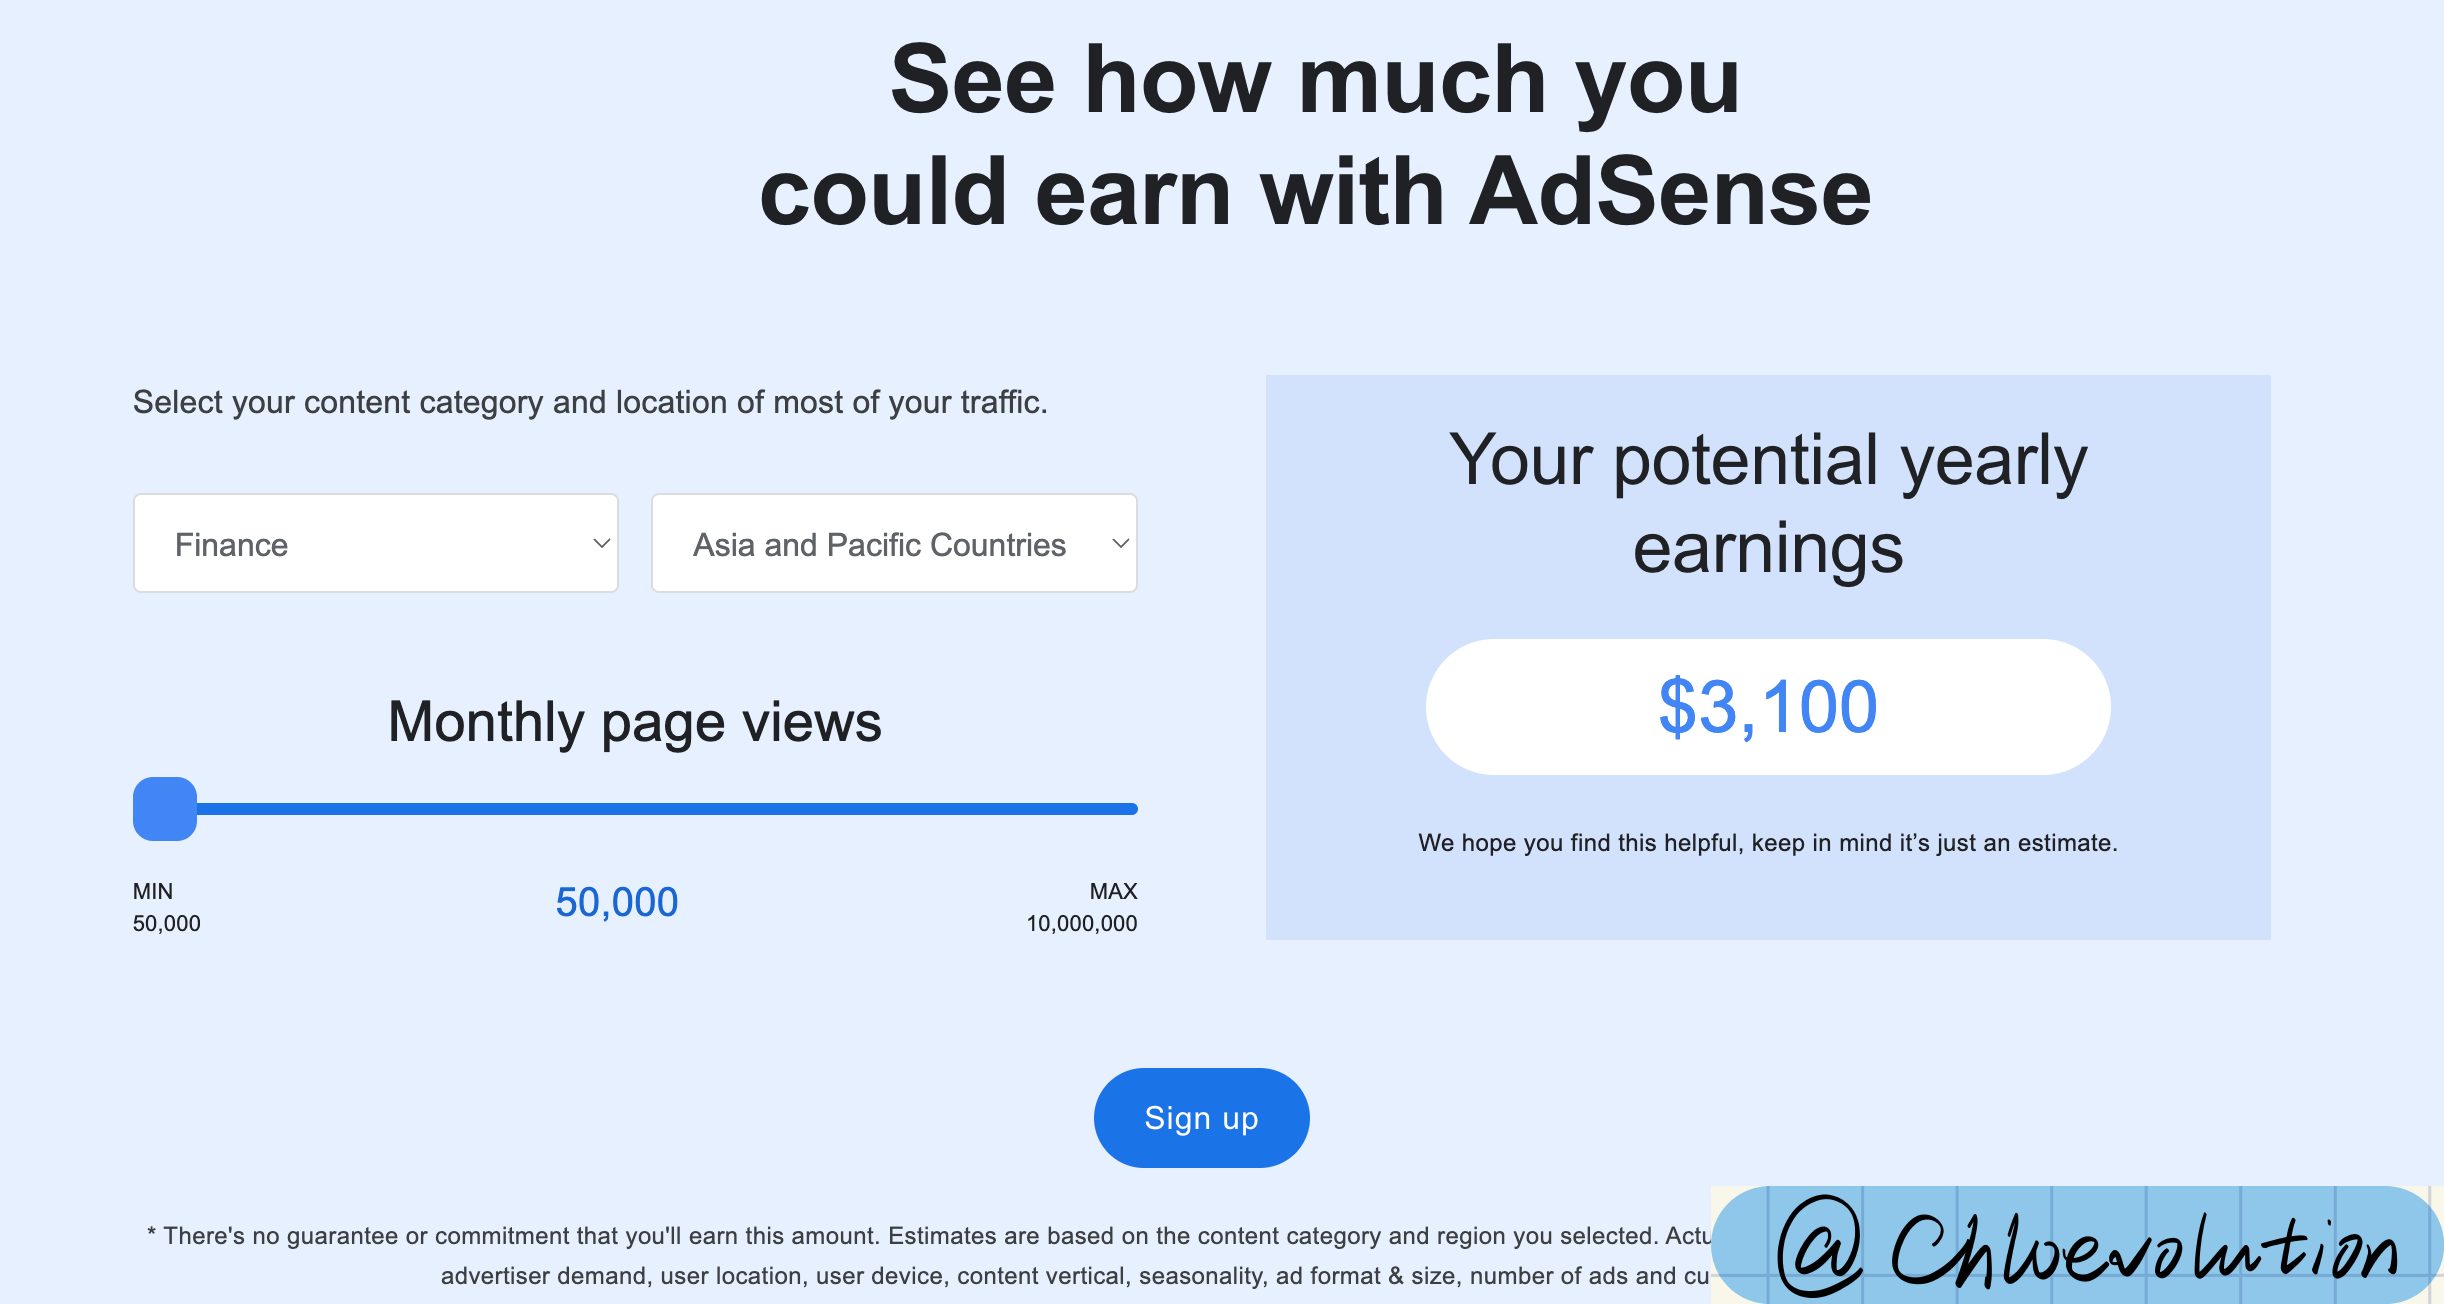 See how much you
could earn with AdSense
Select your content category and location of most of your traffic.
Finance
Asia and Pacific Countries
Monthly page views
MIN
50,000
50,000
MAX
10,000,000
Your potential yearly
earnings
$3,100
We hope you find this helpful, keep in mind it’s just an estimate.
Sign up
* There's no guarantee or commitment that you'll earn this amount. Estimates are based on the content category and region you selected.
advertiser demand, user location, user device, content vertical, seasonality, ad format & size, number of ads and
@Chloevolution